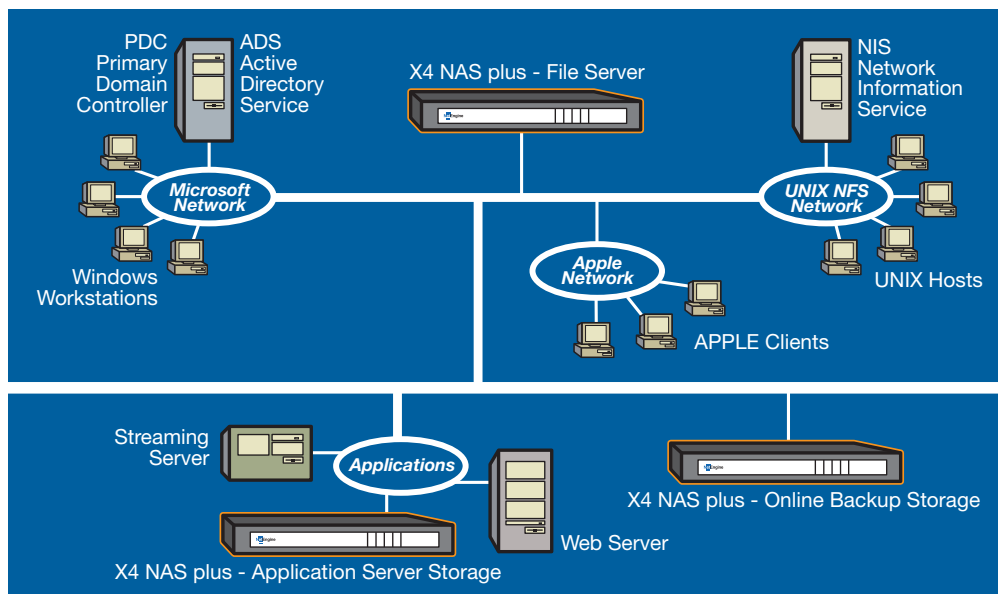 PDC
Primary
Domain
Controller
ADS
Active
Directory
Service
X4 NAS plus - File Server
NIS
Network
Information
Service
Microsoft
Network
UNIX NFS
Network
Windows
Workstations
Apple
Network
UNIX Hosts
APPLE Clients
Streaming
Server
Applications
X4 NAS plus - Online Backup Storage
Web Server
X4 NAS plus - Application Server Storage